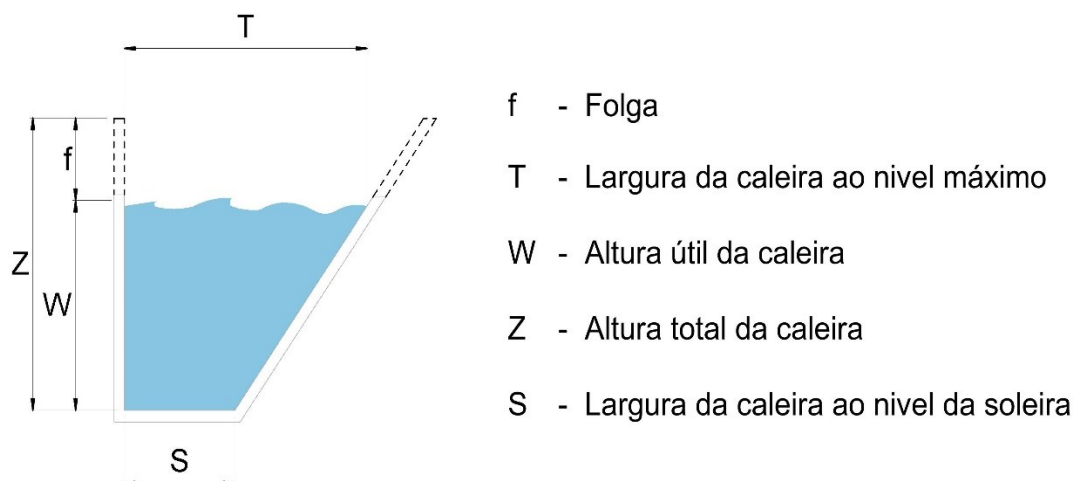 T
f
Z
W
S
f - Folga
T - Largura da caleira ao nivel máximo
W - Altura útil da caleira
Z - Altura total da caleira
S - Largura da caleira ao nivel da soleira